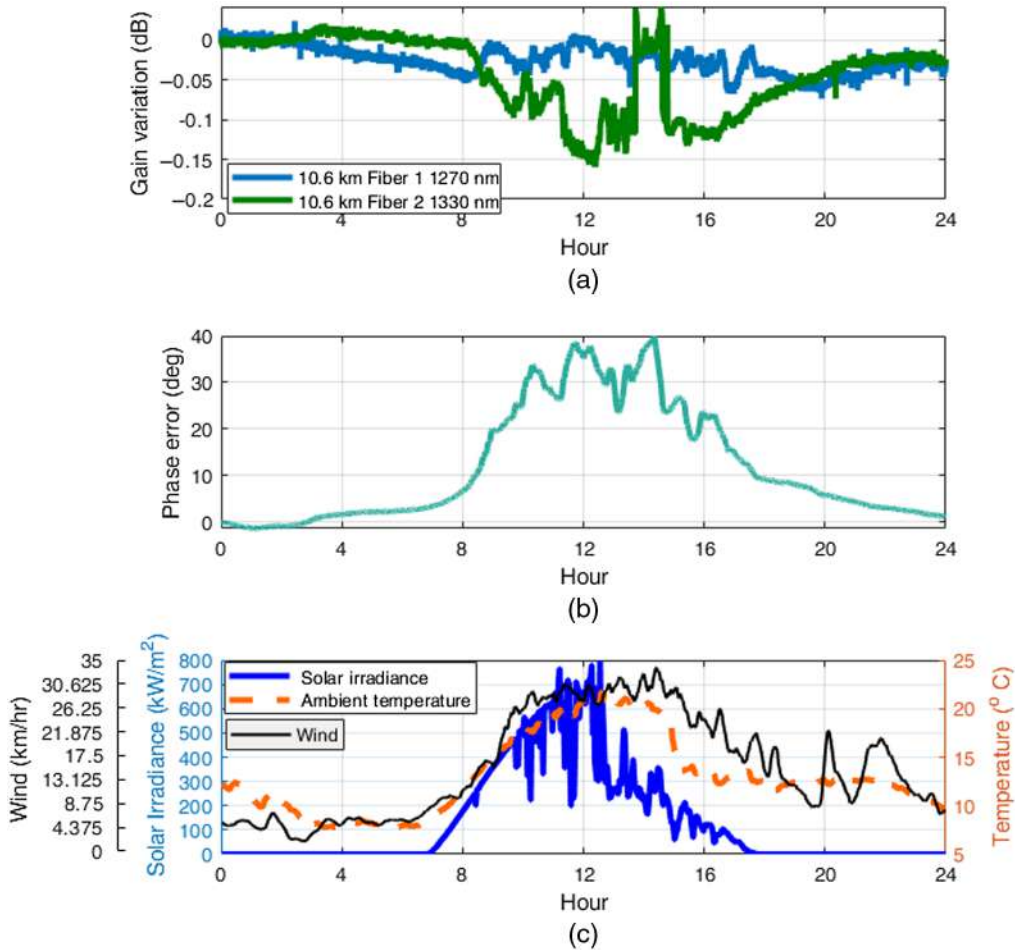 Gain variation (dB)
0
−0.05
−0.1
−0.15
−0.2
10.6 km Fiber 1 1270 nm
10.6 km Fiber 2 1330 nm
0 4 8 12 16 20 24
Hour
(a)
Phase error (deg)
40
30
20
10
0
0 4 8 12 16 20 24
Hour
(b)
Wind (km/hr)
35
30.625
26.25
21.875
17.5
13.125
8.75
4.375
0
Solar Irradiance (kW/m²)
800
700
600
500
400
300
200
100
0
Solar irradiance
Ambient temperature
Wind
25
20
15
10
5
Temperature (° C)
0 4 8 12 16 20 24
Hour
(c)